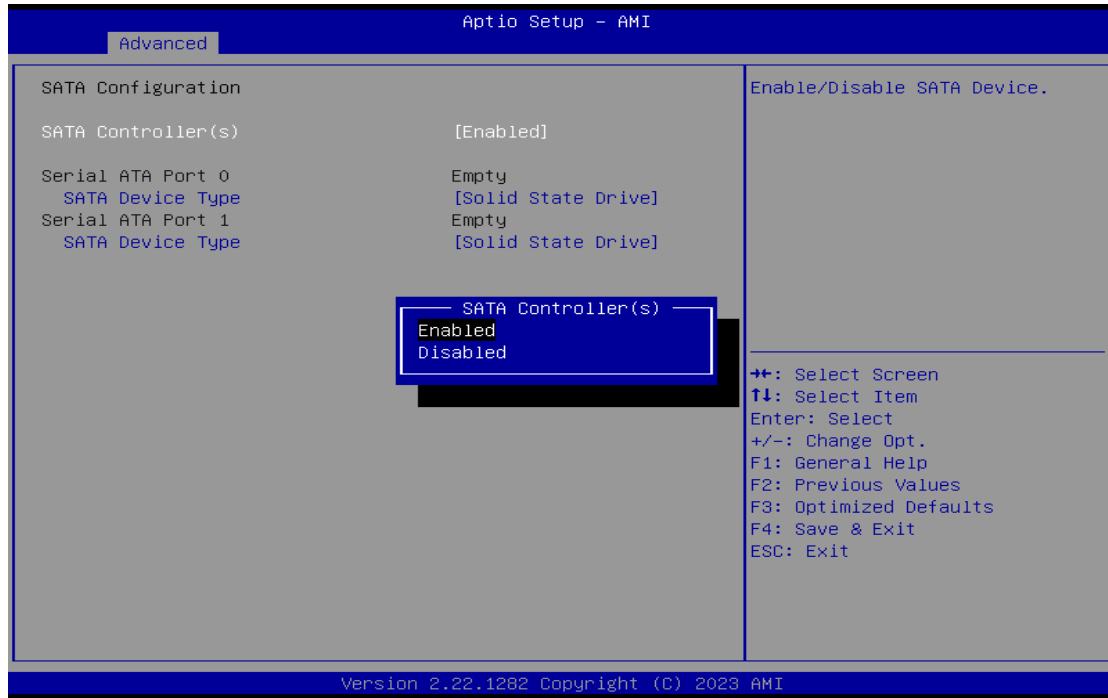 Aptio Setup – AMI
Advanced
SATA Configuration
SATA Controller(s) [Enabled]
Serial ATA Port 0 Empty
SATA Device Type [Solid State Drive]
Serial ATA Port 1 Empty
SATA Device Type [Solid State Drive]
SATA Controller(s)
Enabled
Disabled
Enable/Disable SATA Device.
→←: Select Screen
↑↓: Select Item
Enter: Select
+/-: Change Opt.
F1: General Help
F2: Previous Values
F3: Optimized Defaults
F4: Save & Exit
ESC: Exit
Version 2.22.1282 Copyright (C) 2023 AMI